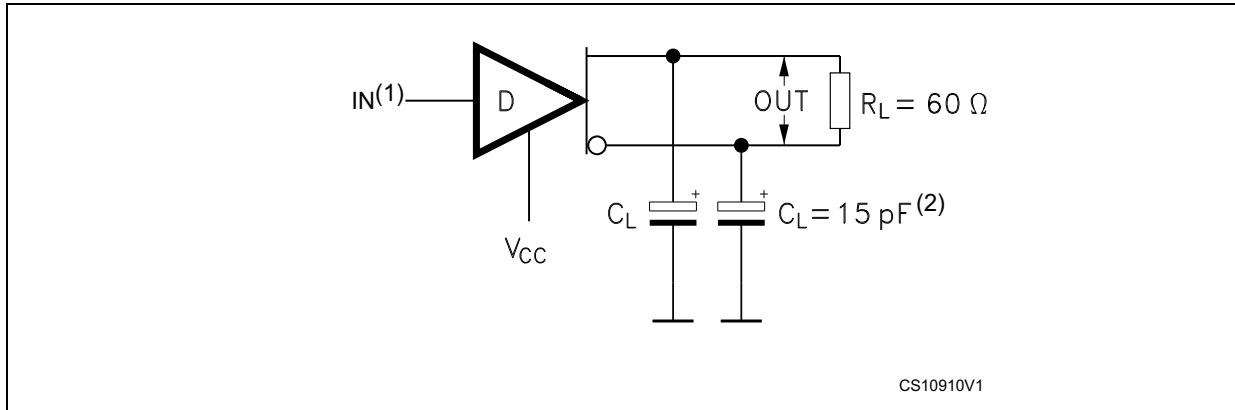 IN(1)
D
OUT
RL = 60 Ω
CL
CL = 15 pF(2)
VCC
CS10910V1